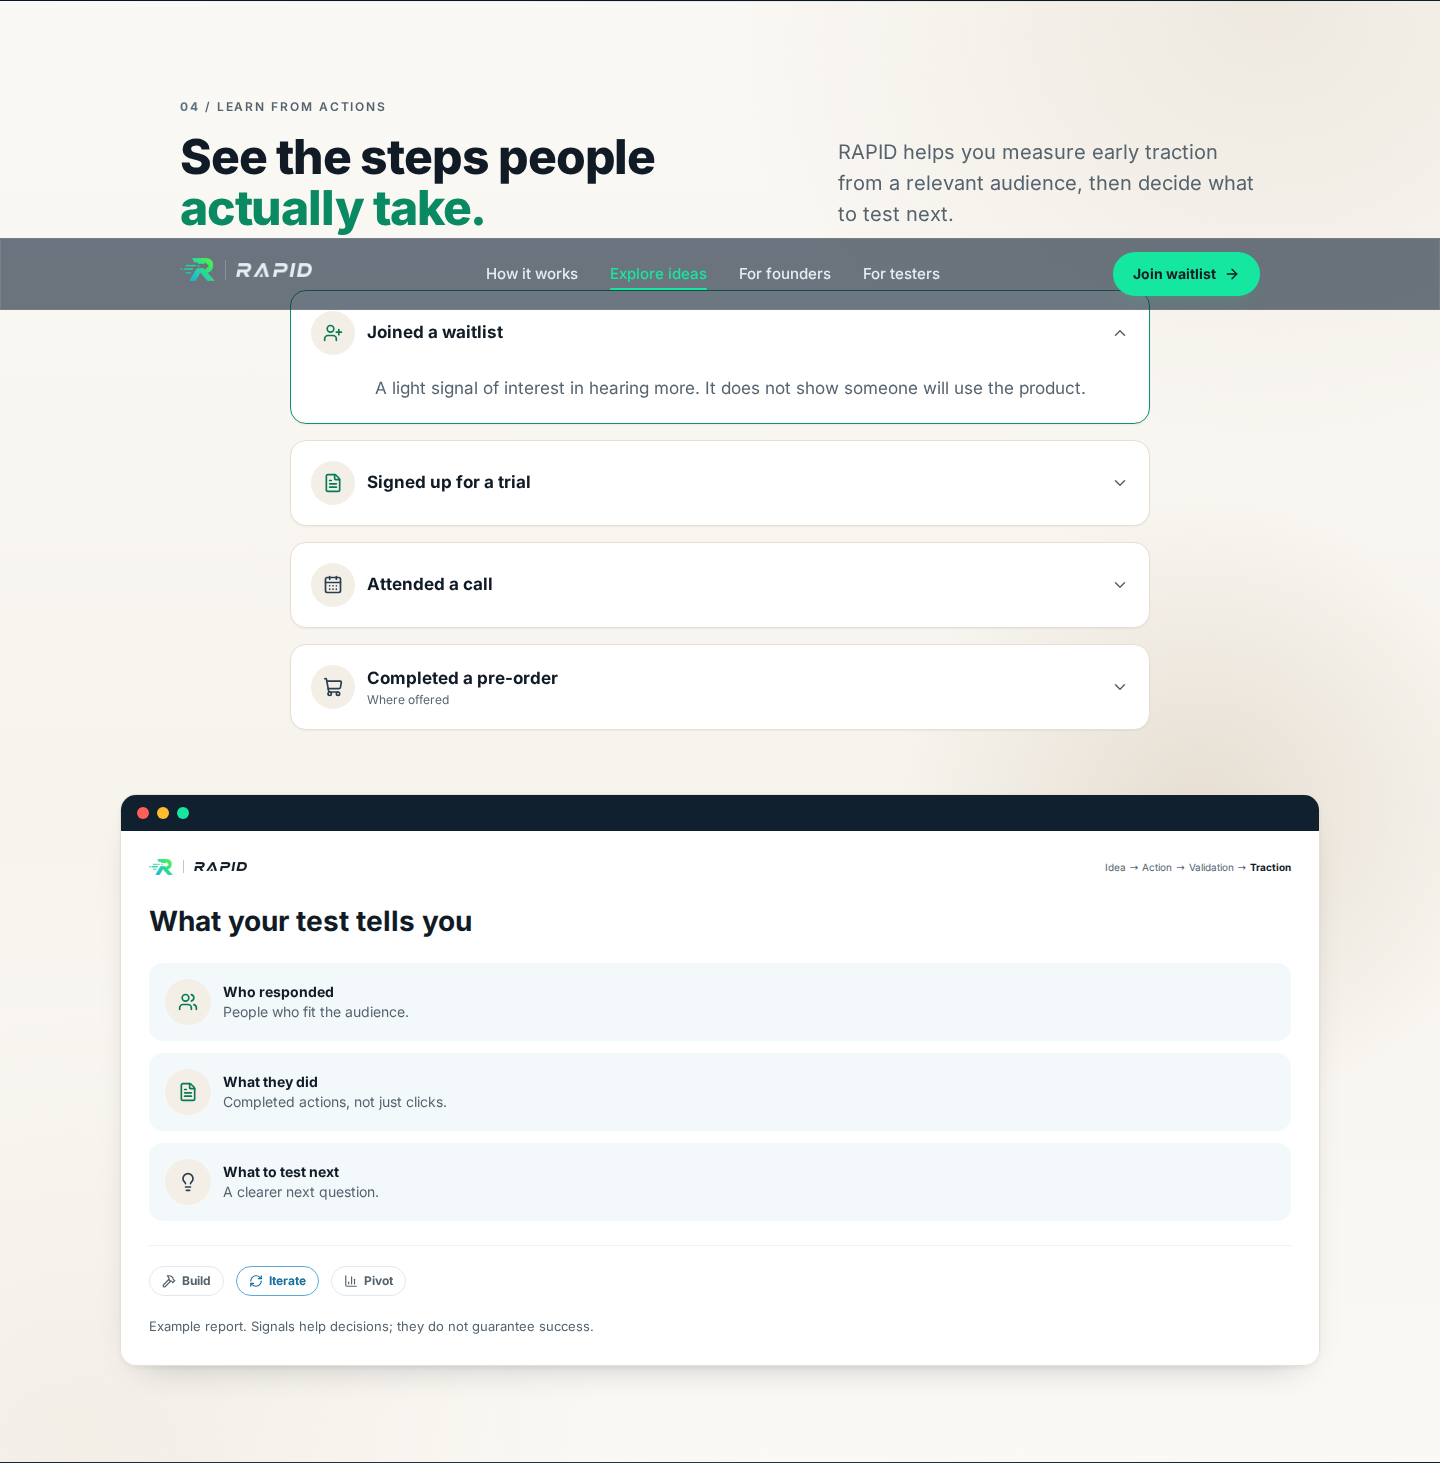 04 / LEARN FROM ACTIONS
See the steps people
actually take.
RAPID helps you measure early traction
from a relevant audience, then decide what
to test next.
RAPID
How it works
Explore ideas
For founders
For testers
Join waitlist →
Joined a waitlist
A light signal of interest in hearing more. It does not show someone will use the product.
Signed up for a trial
Attended a call
Completed a pre-order
Where offered
RAPID
Idea → Action → Validation → Traction
What your test tells you
Who responded
People who fit the audience.
What they did
Completed actions, not just clicks.
What to test next
A clearer next question.
Build
Iterate
Pivot
Example report. Signals help decisions; they do not guarantee success.